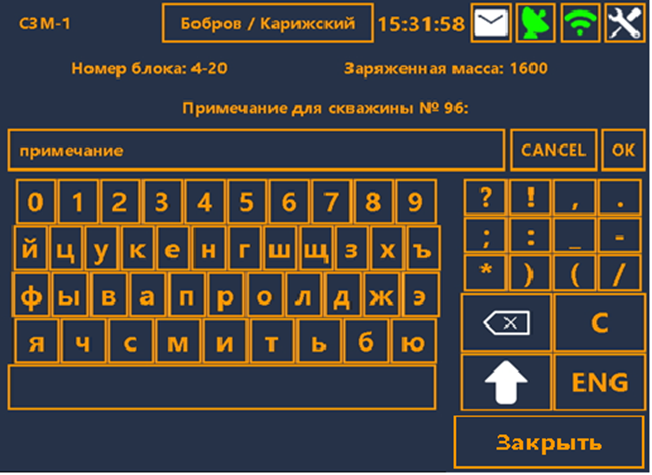 СЗМ-1 Бобров / Карижский 15:31:58
Номер блока: 4-20 Заряженная масса: 1600
Примечание для скважины № 96:
примечание CANCEL OK
0 1 2 3 4 5 6 7 8 9 ? ! , .
й ц у к е н г ш щ з х ъ ; : _ -
ф ы в а п р о л д ж э * ) ( /
я ч с м и т ь б ю C
ENG
Закрыть